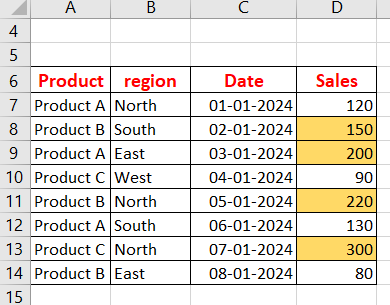 A B C D
4
5
6 Product region Date Sales
7 Product A North 01-01-2024 120
8 Product B South 02-01-2024 150
9 Product A East 03-01-2024 200
10 Product C West 04-01-2024 90
11 Product B North 05-01-2024 220
12 Product A South 06-01-2024 130
13 Product C North 07-01-2024 300
14 Product B East 08-01-2024 80
15